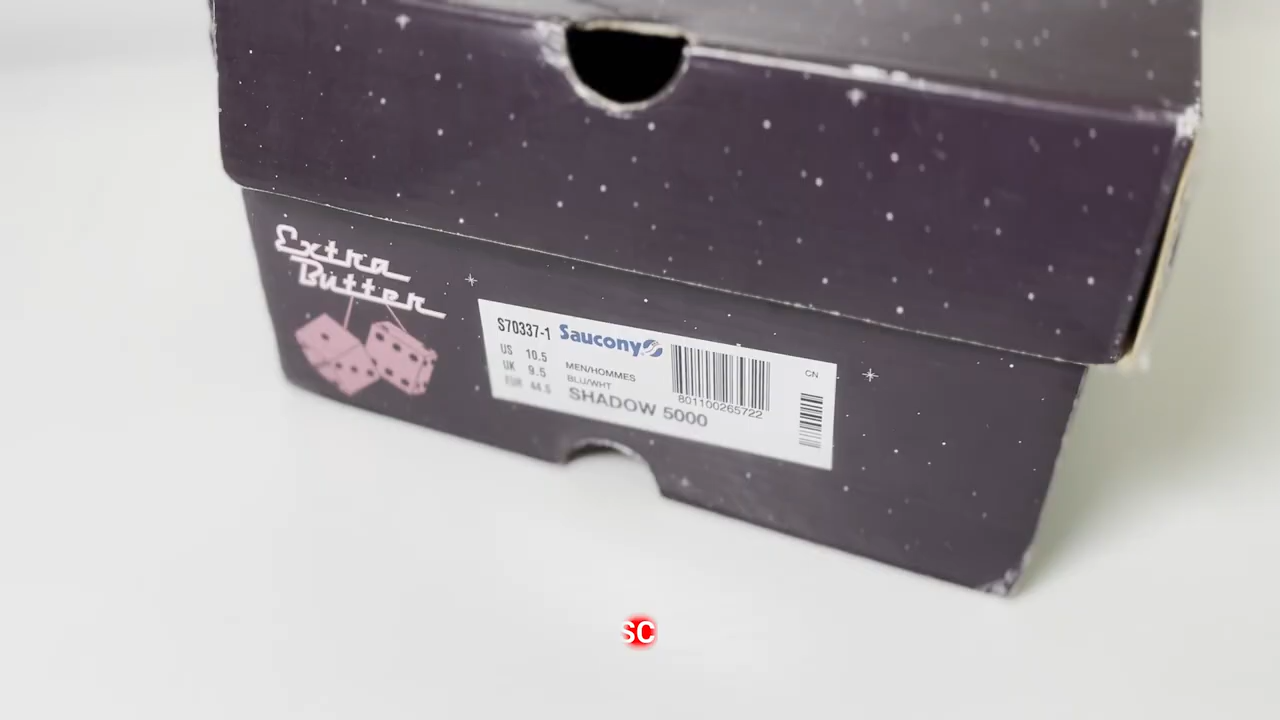 Extra
Butter
S70337-1
Saucony
US 10.5
UK 9.5
EUR 44.5
MEN/HOMMES
BLU/WHT
SHADOW 5000
801100265722
CN
SC